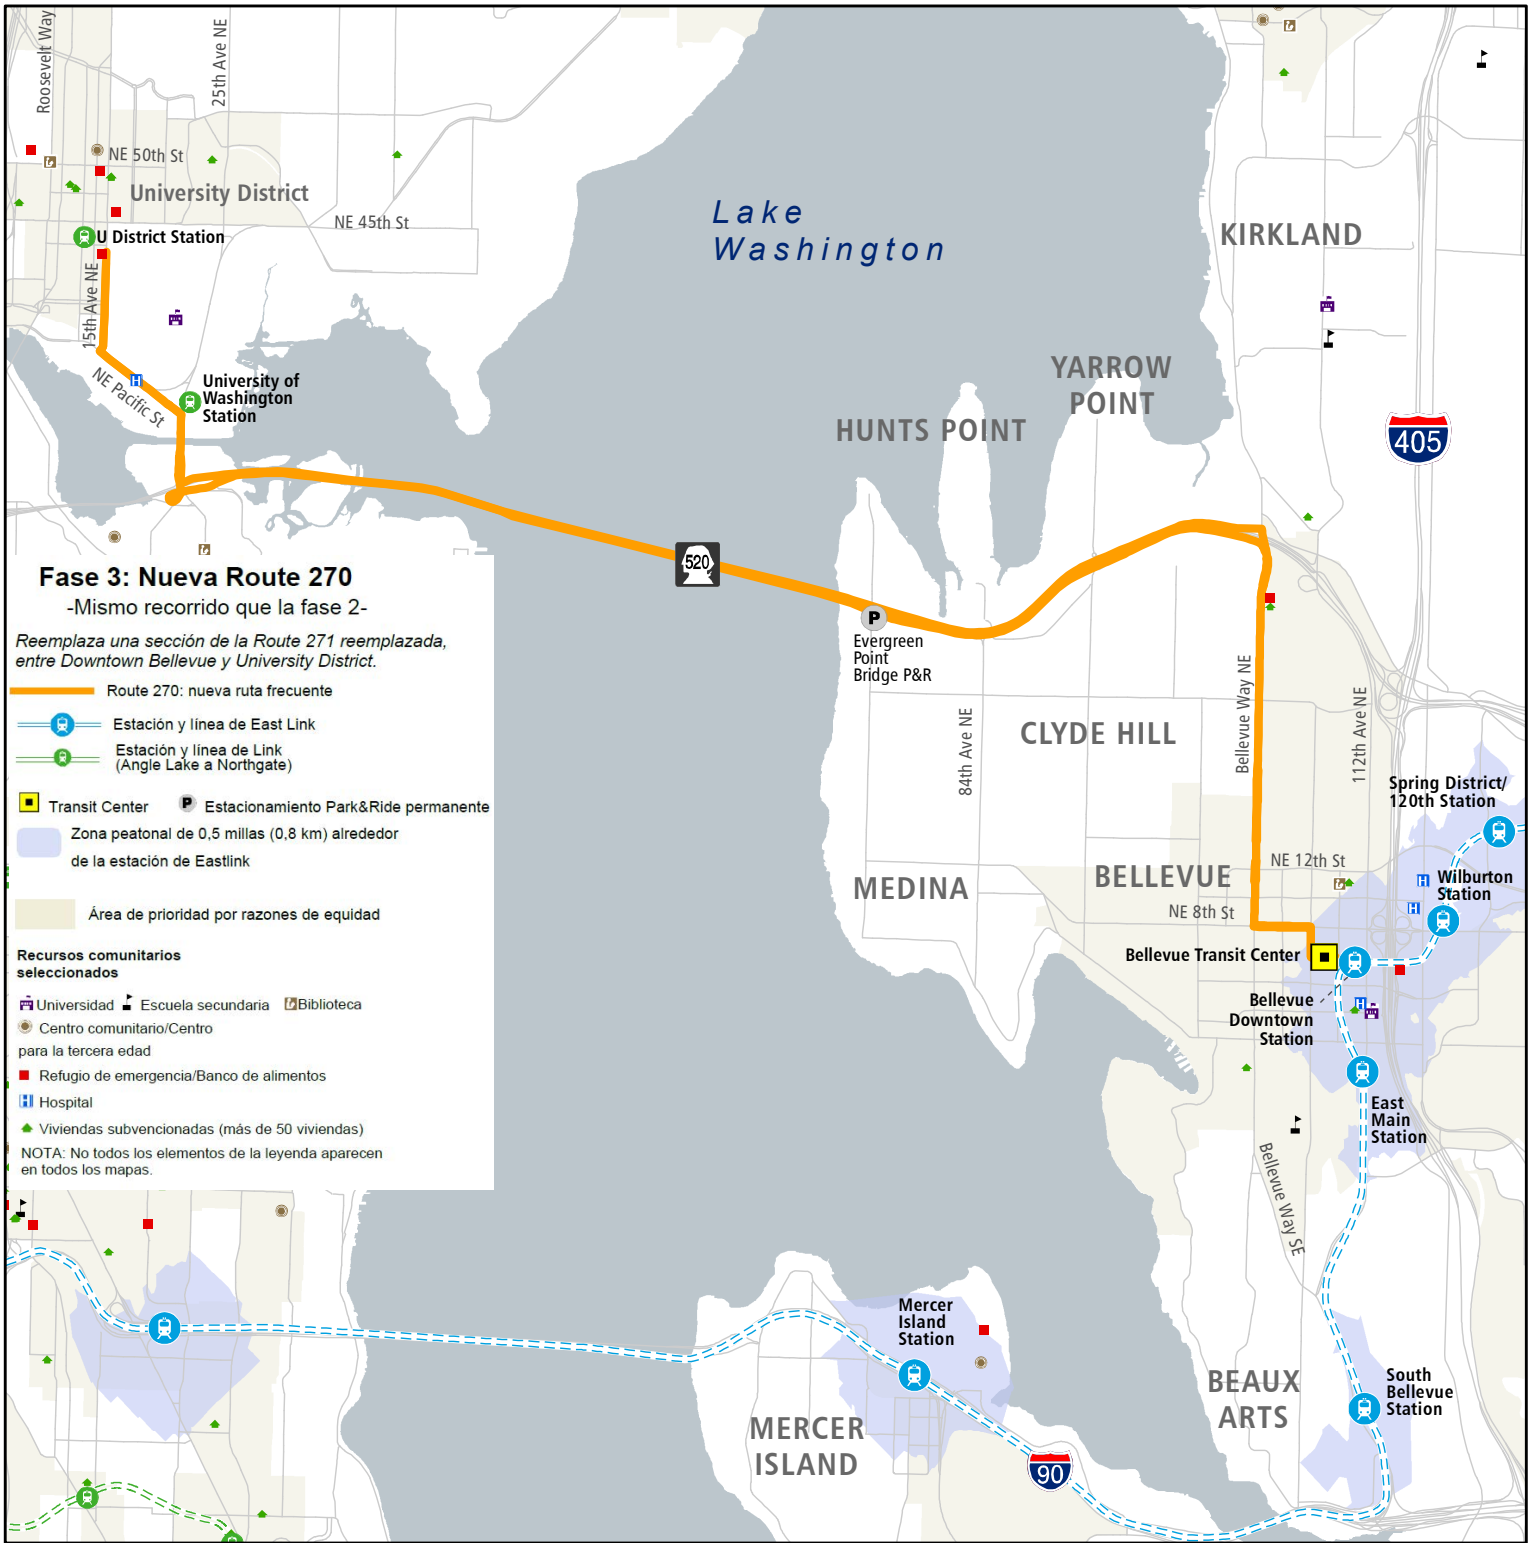 Roosevelt Way
25th Ave NE
NE 50th St
University District
NE 45th St
U District Station
15th Ave NE
NE Pacific St
University of
Washington
Station
Lake
Washington
KIRKLAND
YARROW
POINT
HUNTS POINT
405
520
P
Evergreen
Point
Bridge P&R
84th Ave NE
CLYDE HILL
Bellevue Way NE
112th Ave NE
Spring District/
120th Station
MEDINA
BELLEVUE
NE 12th St
H
Wilburton
Station
H
NE 8th St
Bellevue Transit Center
Bellevue
Downtown
Station
H
East
Main
Station
Bellevue Way SE
Mercer
Island
Station
MERCER
ISLAND
90
BEAUX
ARTS
South
Bellevue
Station
H
Fase 3: Nueva Route 270
-Mismo recorrido que la fase 2-
Reemplaza una sección de la Route 271 reemplazada,
entre Downtown Bellevue y University District.
Route 270: nueva ruta frecuente
Estación y línea de East Link
Estación y línea de Link
(Angle Lake a Northgate)
Transit Center P Estacionamiento Park&Ride permanente
Zona peatonal de 0,5 millas (0,8 km) alrededor
de la estación de Eastlink
Área de prioridad por razones de equidad
Recursos comunitarios
seleccionados
Universidad Escuela secundaria Biblioteca
Centro comunitario/Centro
para la tercera edad
Refugio de emergencia/Banco de alimentos
H Hospital
Viviendas subvencionadas (más de 50 viviendas)
NOTA: No todos los elementos de la leyenda aparecen
en todos los mapas.